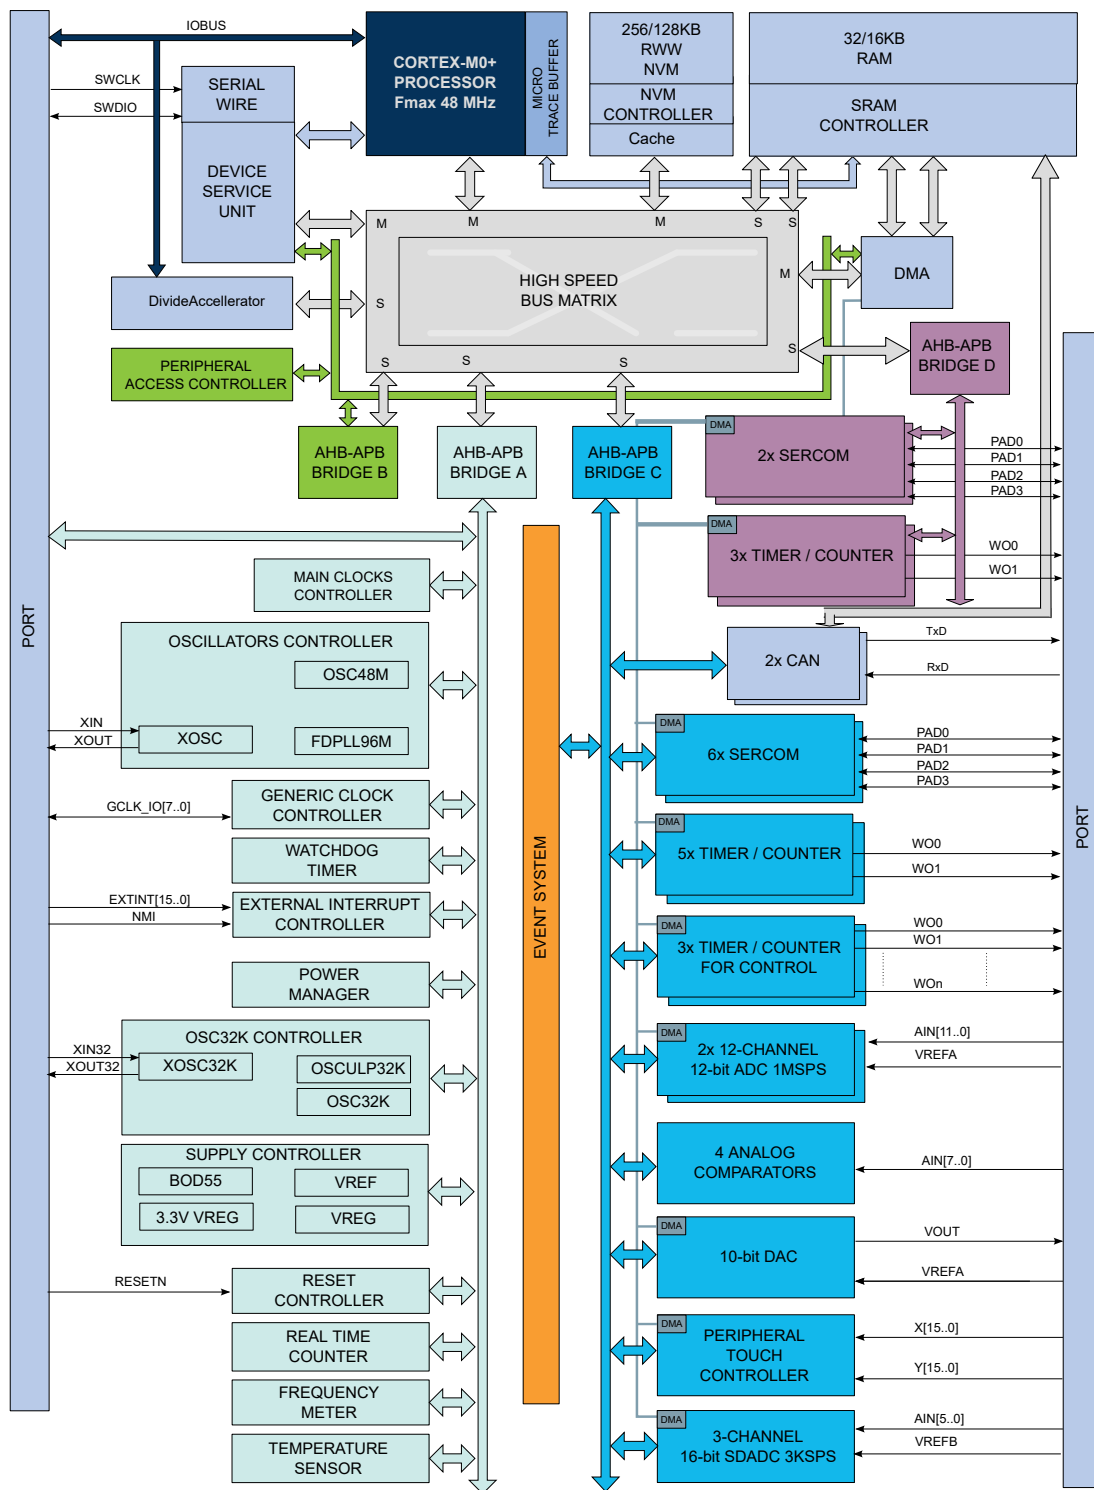 IOBUS
SWCLK
SWDIO
SERIAL
WIRE
DEVICE
SERVICE
UNIT
CORTEX-M0+
PROCESSOR
Fmax 48 MHz
MICRO
TRACE BUFFER
256/128KB
RWW
NVM
NVM
CONTROLLER
Cache
32/16KB
RAM
SRAM
CONTROLLER
M
M
M
S
S
M
S
S
S
S
S
HIGH SPEED
BUS MATRIX
DMA
DivideAccellerator
PERIPHERAL
ACCESS CONTROLLER
AHB-APB
BRIDGE B
AHB-APB
BRIDGE A
AHB-APB
BRIDGE C
AHB-APB
BRIDGE D
PORT
PORT
EVENT SYSTEM
MAIN CLOCKS
CONTROLLER
OSCILLATORS CONTROLLER
OSC48M
XOSC
FDPLL96M
XIN
XOUT
GCLK_IO[7..0]
GENERIC CLOCK
CONTROLLER
WATCHDOG
TIMER
EXTINT[15..0]
NMI
EXTERNAL INTERRUPT
CONTROLLER
POWER
MANAGER
OSC32K CONTROLLER
XIN32
XOUT32
XOSC32K
OSCULP32K
OSC32K
SUPPLY CONTROLLER
BOD55
VREF
3.3V VREG
VREG
RESETN
RESET
CONTROLLER
REAL TIME
COUNTER
FREQUENCY
METER
TEMPERATURE
SENSOR
DMA
2x SERCOM
PAD0
PAD1
PAD2
PAD3
DMA
3x TIMER / COUNTER
WO0
WO1
2x CAN
TxD
RxD
DMA
6x SERCOM
PAD0
PAD1
PAD2
PAD3
DMA
5x TIMER / COUNTER
WO0
WO1
DMA
3x TIMER / COUNTER
FOR CONTROL
WO0
WO1
WOn
DMA
2x 12-CHANNEL
12-bit ADC 1MSPS
AIN[11..0]
VREFA
4 ANALOG
COMPARATORS
AIN[7..0]
DMA
10-bit DAC
VOUT
VREFA
DMA
PERIPHERAL
TOUCH
CONTROLLER
X[15..0]
Y[15..0]
DMA
3-CHANNEL
16-bit SDADC 3KSPS
AIN[5..0]
VREFB